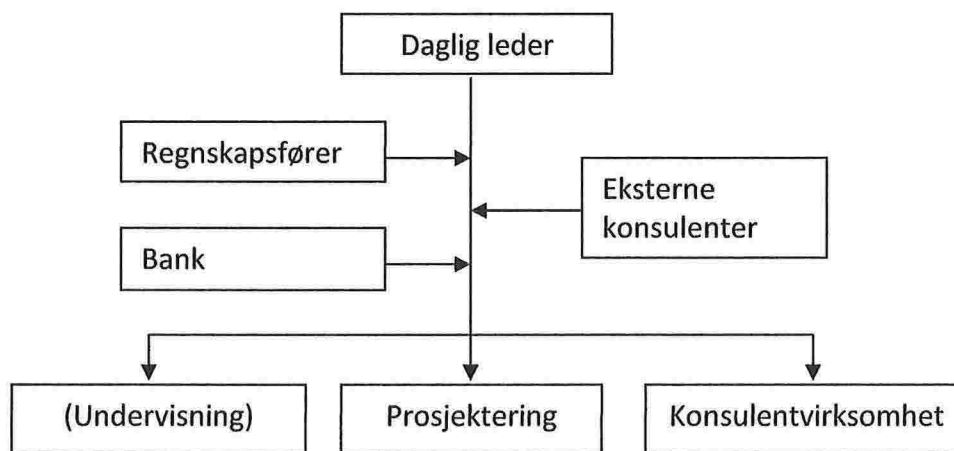 Daglig leder
Regnskapsfører
Eksterne
konsulenter
Bank
(Undervisning)
Prosjektering
Konsulentvirksomhet